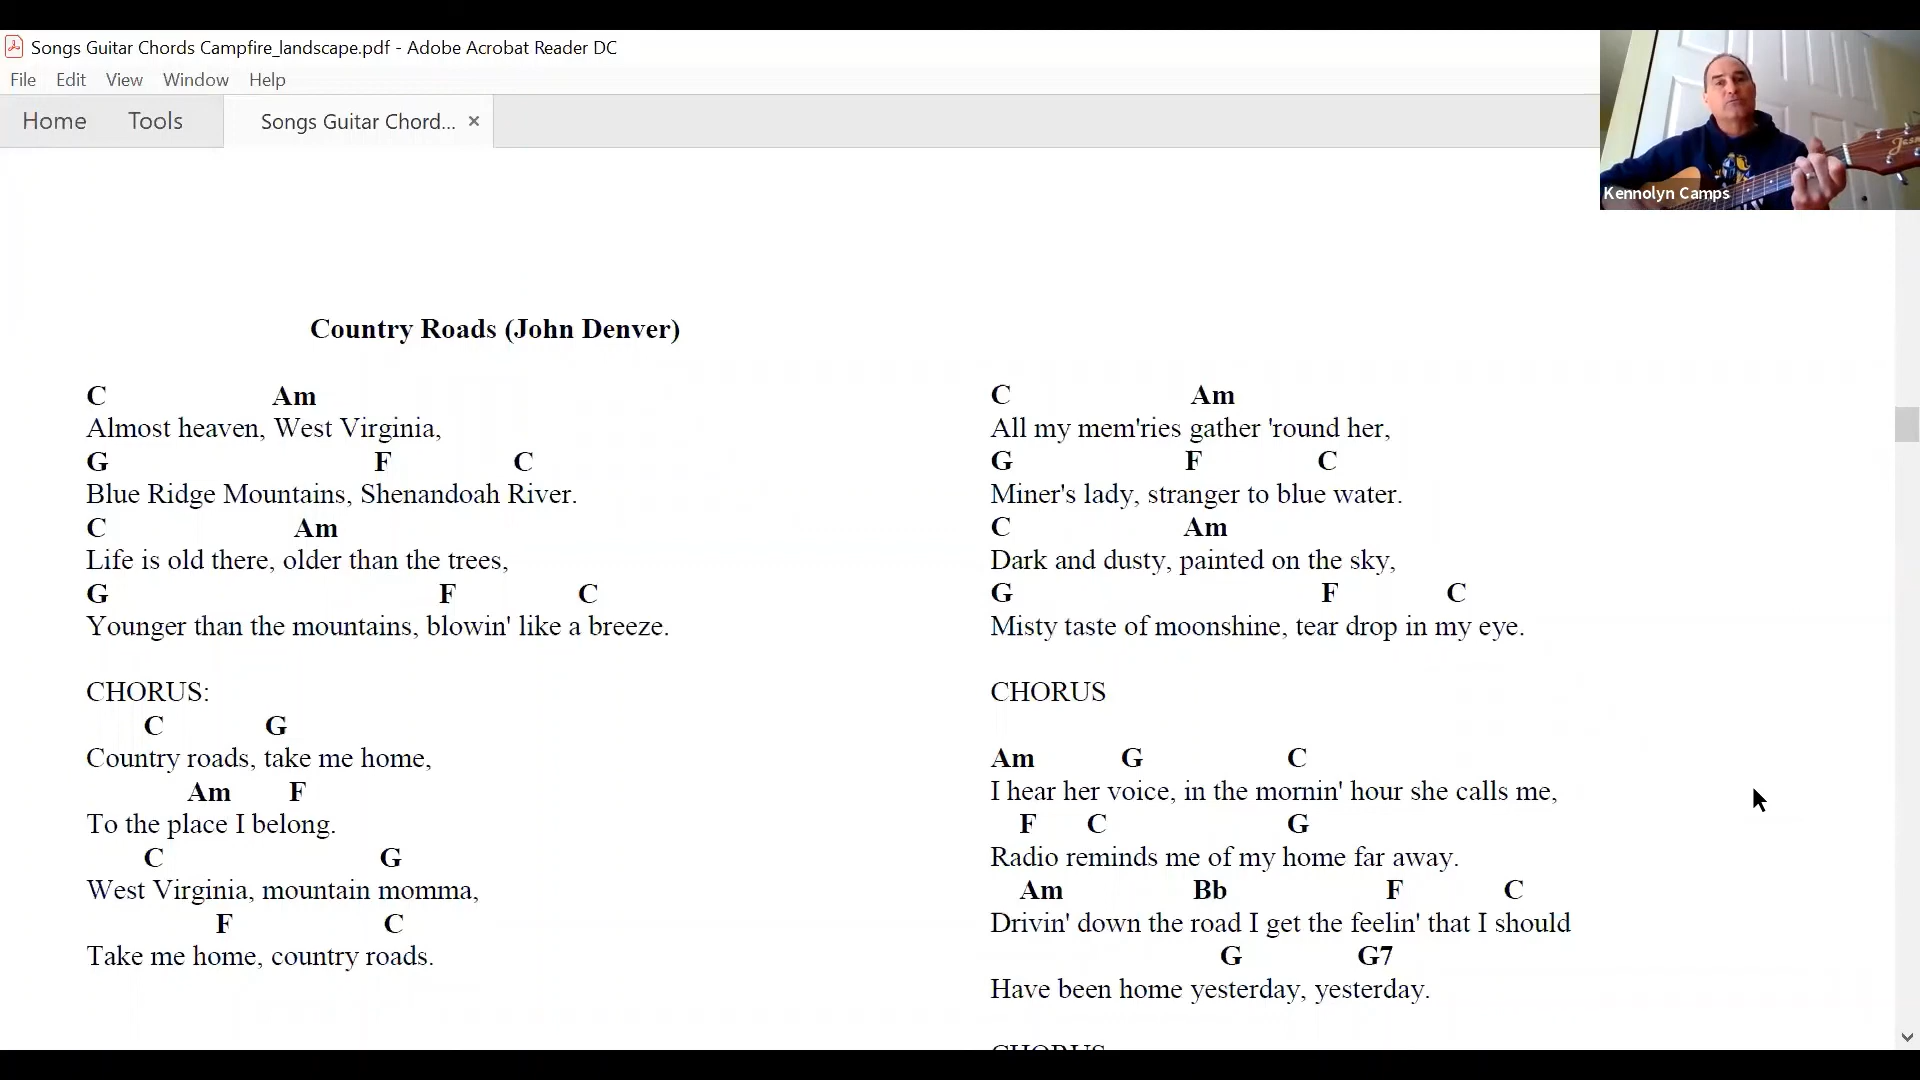 Songs Guitar Chords Campfire_landscape.pdf - Adobe Acrobat Reader DC
File Edit View Window Help
Home Tools Songs Guitar Chord... ×
Kennolyn Camps
Country Roads (John Denver)
C Am
Almost heaven, West Virginia,
G F C
Blue Ridge Mountains, Shenandoah River.
C Am
Life is old there, older than the trees,
G F C
Younger than the mountains, blowin' like a breeze.
CHORUS:
C G
Country roads, take me home,
Am F
To the place I belong.
C G
West Virginia, mountain momma,
F C
Take me home, country roads.
C Am
All my mem'ries gather 'round her,
G F C
Miner's lady, stranger to blue water.
C Am
Dark and dusty, painted on the sky,
G F C
Misty taste of moonshine, tear drop in my eye.
CHORUS
Am G C
I hear her voice, in the mornin' hour she calls me,
F C G
Radio reminds me of my home far away.
Am Bb F C
Drivin' down the road I get the feelin' that I should
G G7
Have been home yesterday, yesterday.
CHORUS